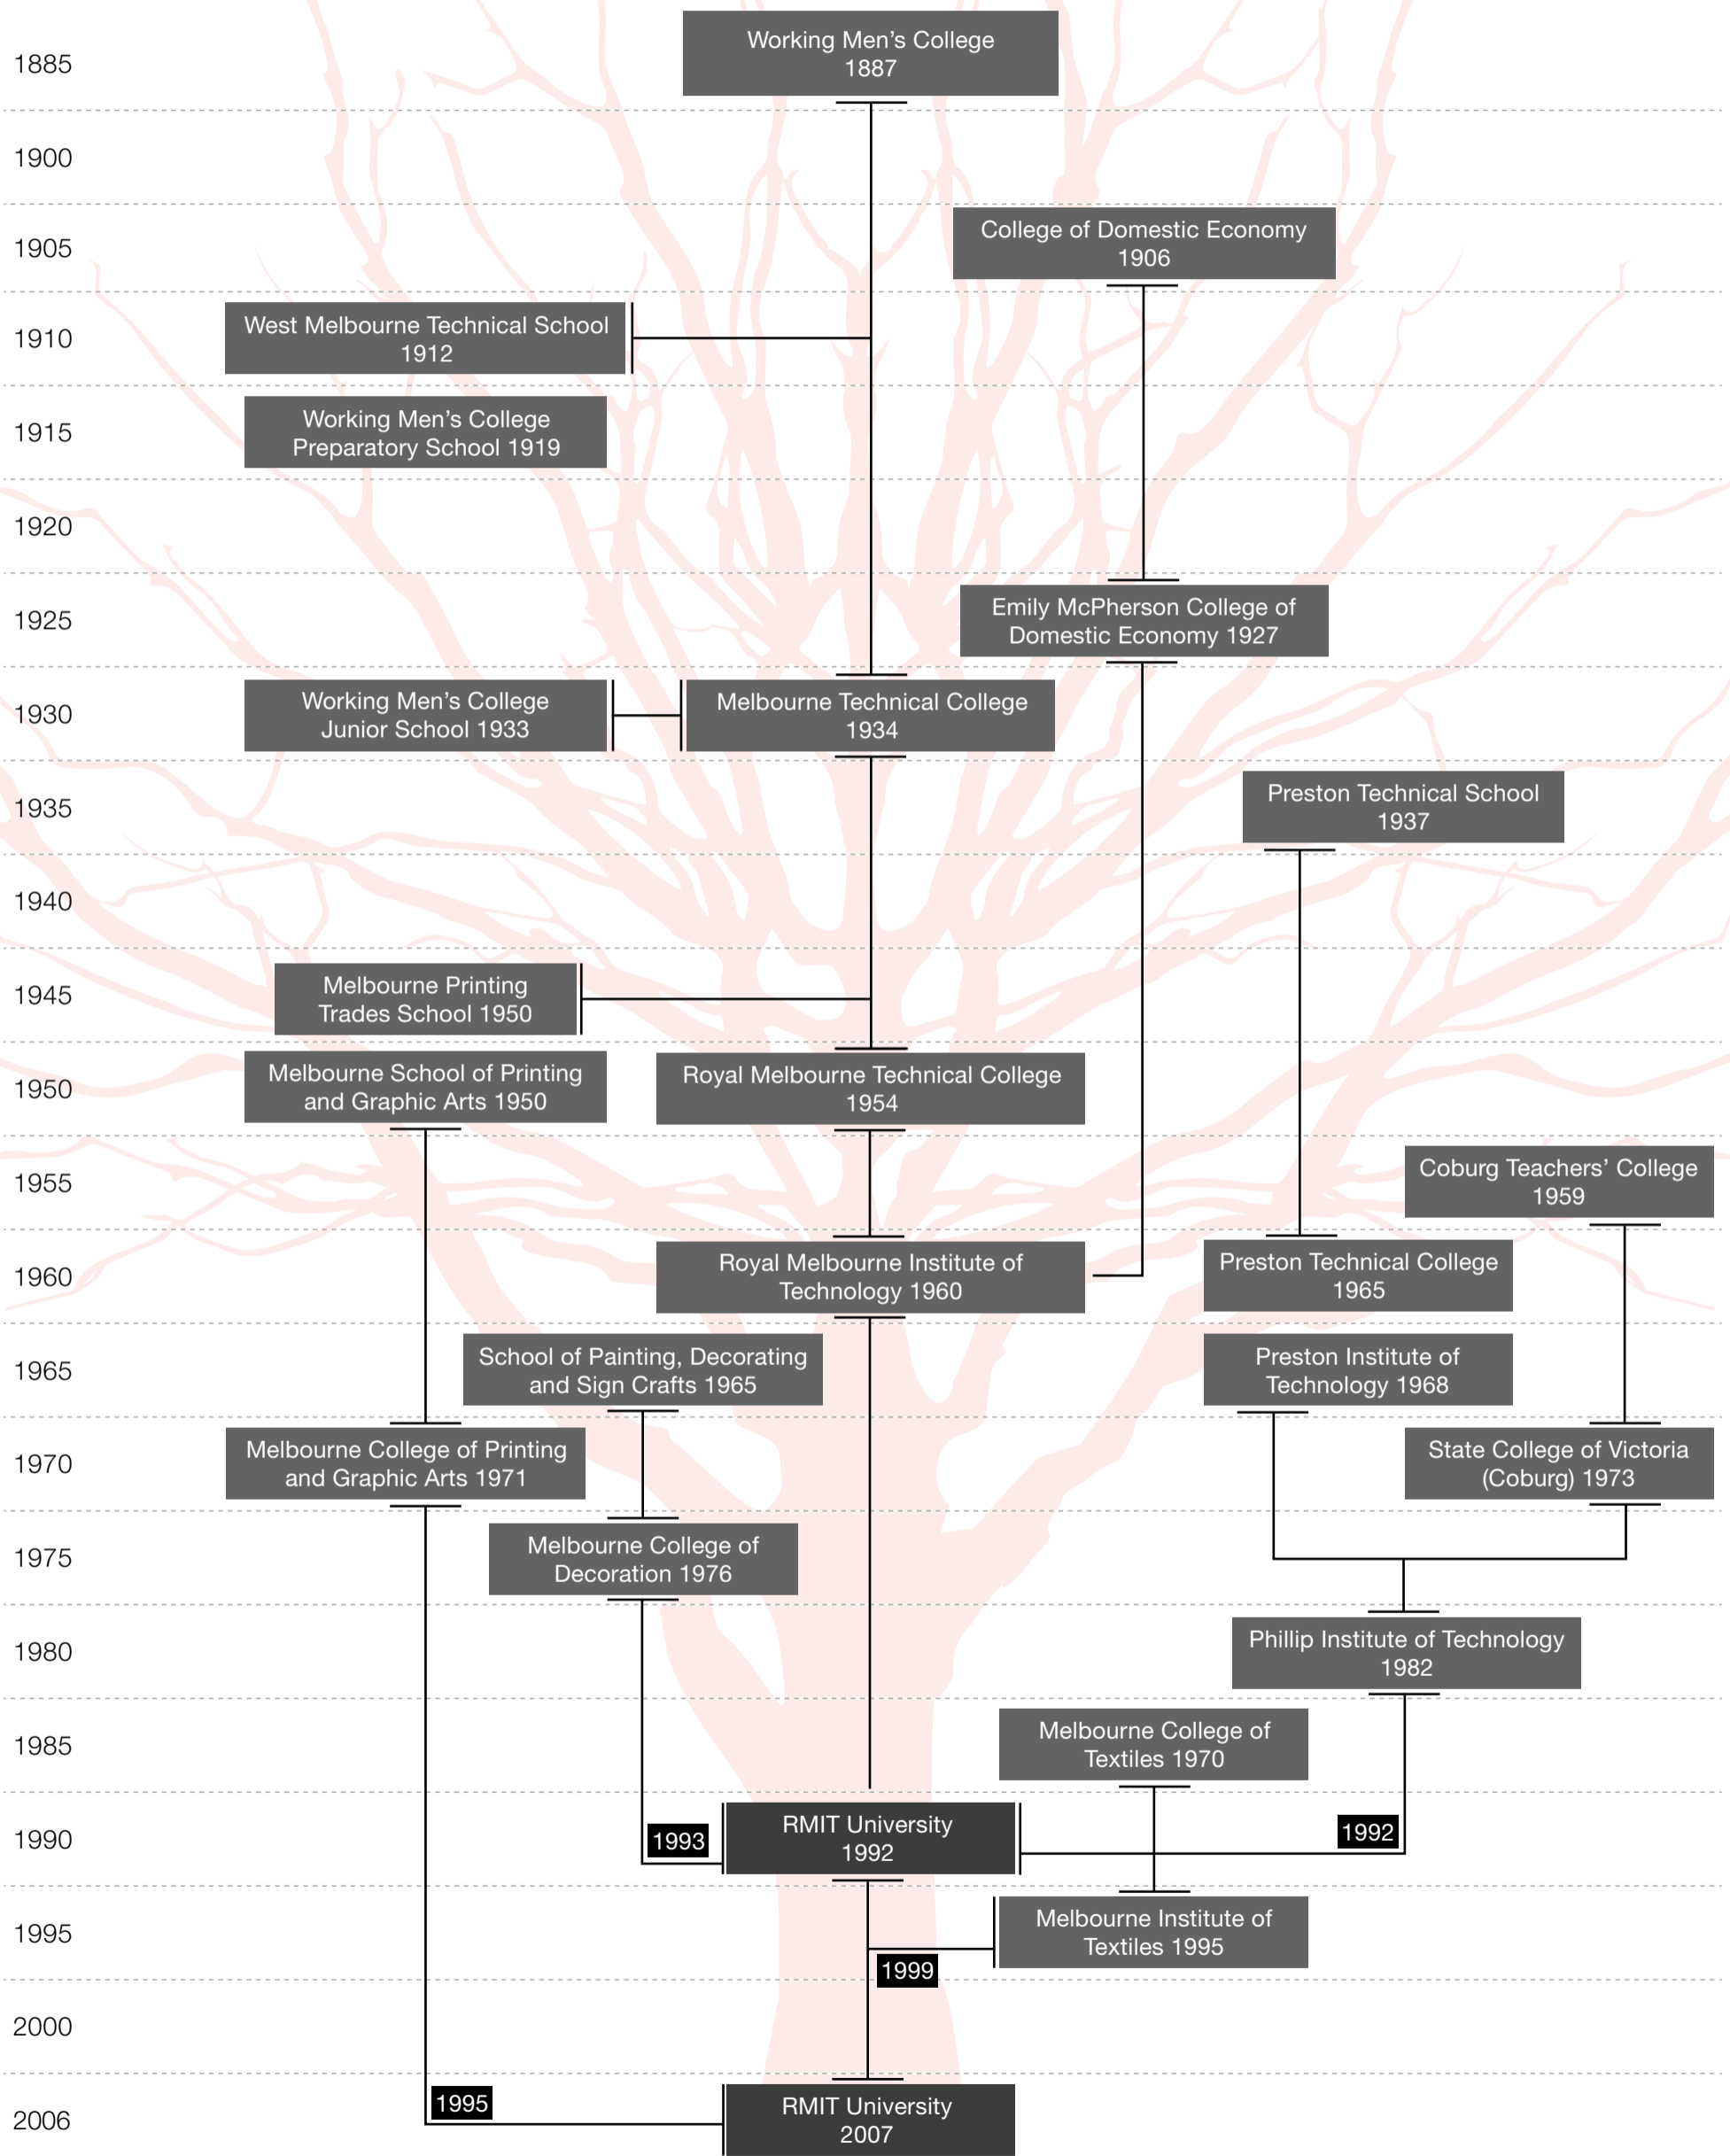 1885
Working Men's College
1887
1900
1905
College of Domestic Economy
1906
1910
West Melbourne Technical School
1912
1915
Working Men's College
Preparatory School 1919
1920
1925
Emily McPherson College of
Domestic Economy 1927
1930
Working Men's College
Junior School 1933
Melbourne Technical College
1934
1935
Preston Technical School
1937
1940
1945
Melbourne Printing
Trades School 1950
1950
Melbourne School of Printing
and Graphic Arts 1950
Royal Melbourne Technical College
1954
1955
Coburg Teachers' College
1959
1960
Royal Melbourne Institute of
Technology 1960
Preston Technical College
1965
1965
School of Painting, Decorating
and Sign Crafts 1965
Preston Institute of
Technology 1968
1970
Melbourne College of Printing
and Graphic Arts 1971
State College of Victoria
(Coburg) 1973
1975
Melbourne College of
Decoration 1976
1980
Phillip Institute of Technology
1982
1985
Melbourne College of
Textiles 1970
1990
1993
RMIT University
1992
1992
1995
Melbourne Institute of
Textiles 1995
1999
2000
2006
1995
RMIT University
2007